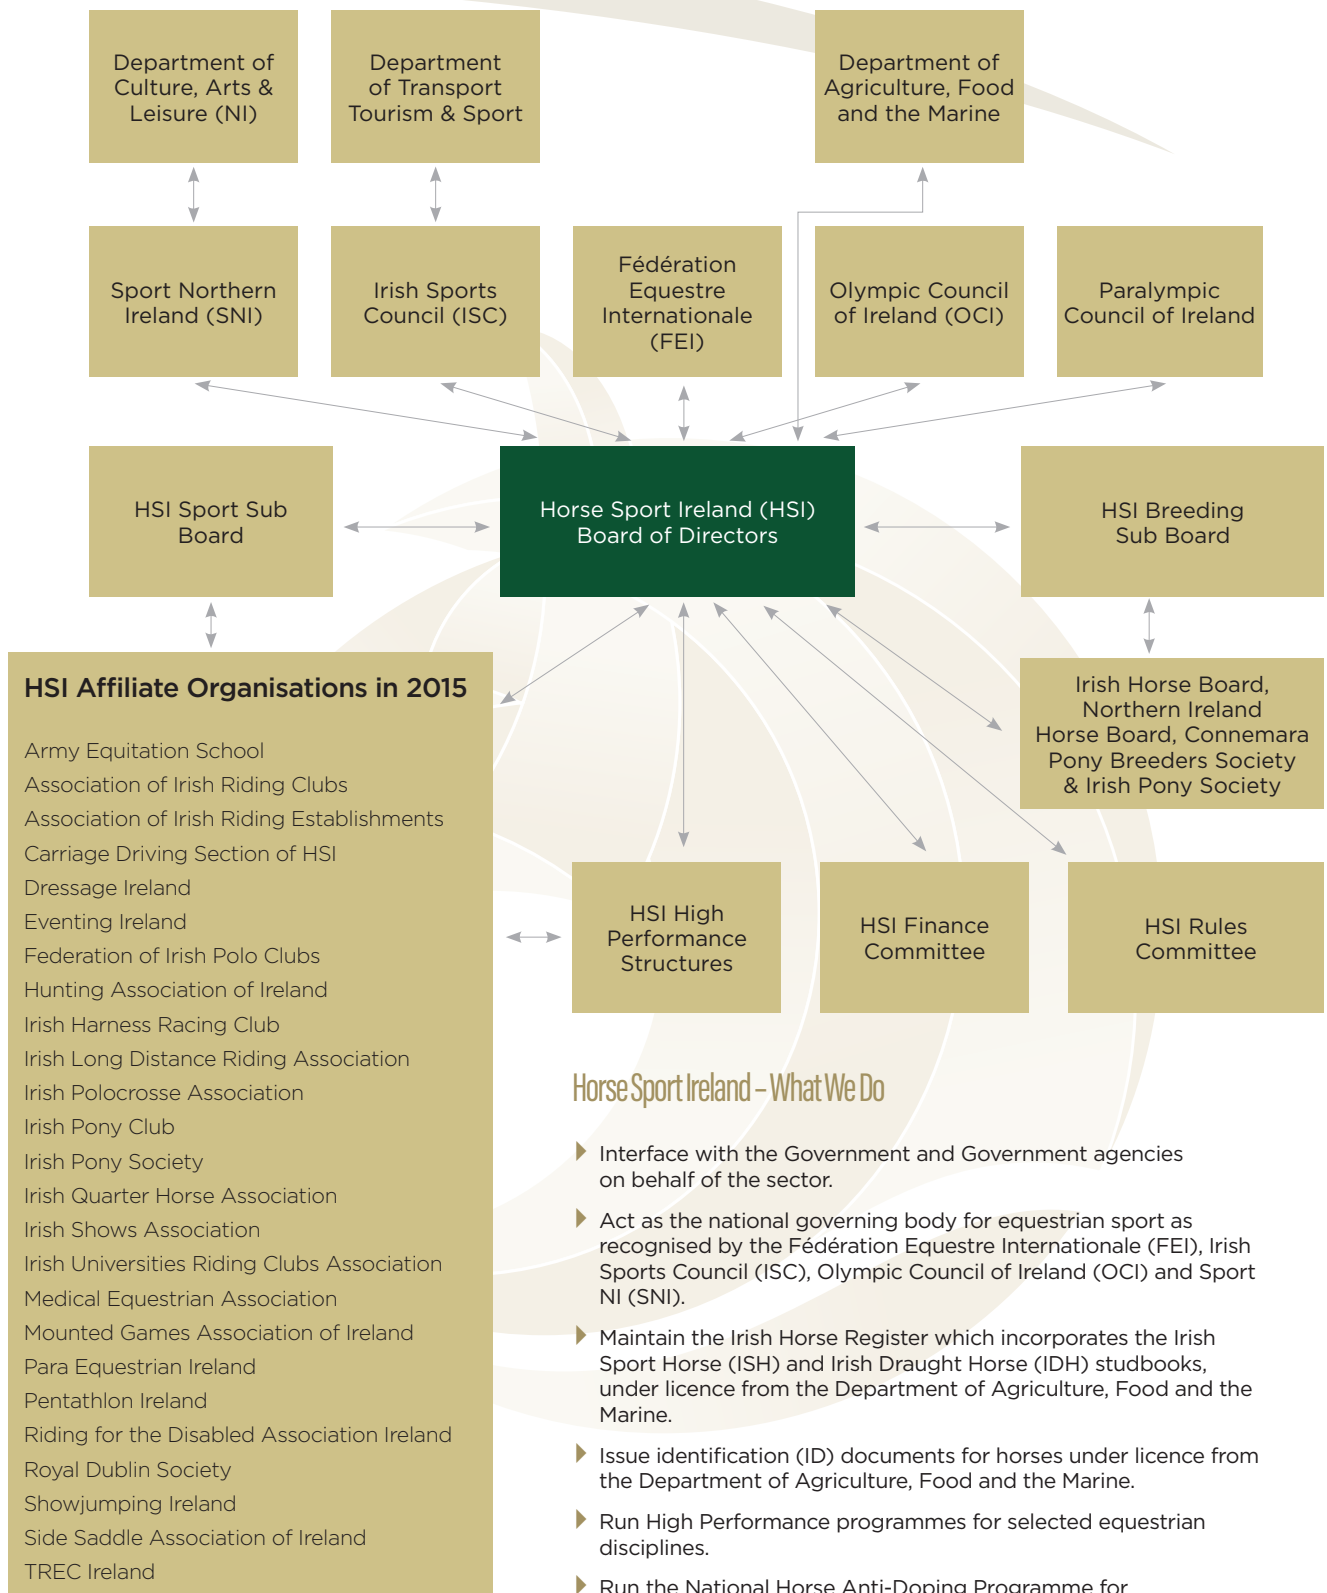 Department of
Culture, Arts &
Leisure (NI)
Department
of Transport
Tourism & Sport
Department of
Agriculture, Food
and the Marine
Sport Northern
Ireland (SNI)
Irish Sports
Council (ISC)
Fédération
Equestre
Internationale
(FEI)
Olympic Council
of Ireland (OCI)
Paralympic
Council of Ireland
HSI Sport Sub
Board
Horse Sport Ireland (HSI)
Board of Directors
HSI Breeding
Sub Board
HSI Affiliate Organisations in 2015
Army Equitation School
Association of Irish Riding Clubs
Association of Irish Riding Establishments
Carriage Driving Section of HSI
Dressage Ireland
Eventing Ireland
Federation of Irish Polo Clubs
Hunting Association of Ireland
Irish Harness Racing Club
Irish Long Distance Riding Association
Irish Polocrosse Association
Irish Pony Club
Irish Pony Society
Irish Quarter Horse Association
Irish Shows Association
Irish Universities Riding Clubs Association
Medical Equestrian Association
Mounted Games Association of Ireland
Para Equestrian Ireland
Pentathlon Ireland
Riding for the Disabled Association Ireland
Royal Dublin Society
Showjumping Ireland
Side Saddle Association of Ireland
TREC Ireland
Irish Horse Board,
Northern Ireland
Horse Board, Connemara
Pony Breeders Society
& Irish Pony Society
HSI High
Performance
Structures
HSI Finance
Committee
HSI Rules
Committee
Horse Sport Ireland – What We Do
Interface with the Government and Government agencies
on behalf of the sector.
Act as the national governing body for equestrian sport as
recognised by the Fédération Equestre Internationale (FEI), Irish
Sports Council (ISC), Olympic Council of Ireland (OCI) and Sport
NI (SNI).
Maintain the Irish Horse Register which incorporates the Irish
Sport Horse (ISH) and Irish Draught Horse (IDH) studbooks,
under licence from the Department of Agriculture, Food and the
Marine.
Issue identification (ID) documents for horses under licence from
the Department of Agriculture, Food and the Marine.
Run High Performance programmes for selected equestrian
disciplines.
Run the National Horse Anti-Doping Programme for